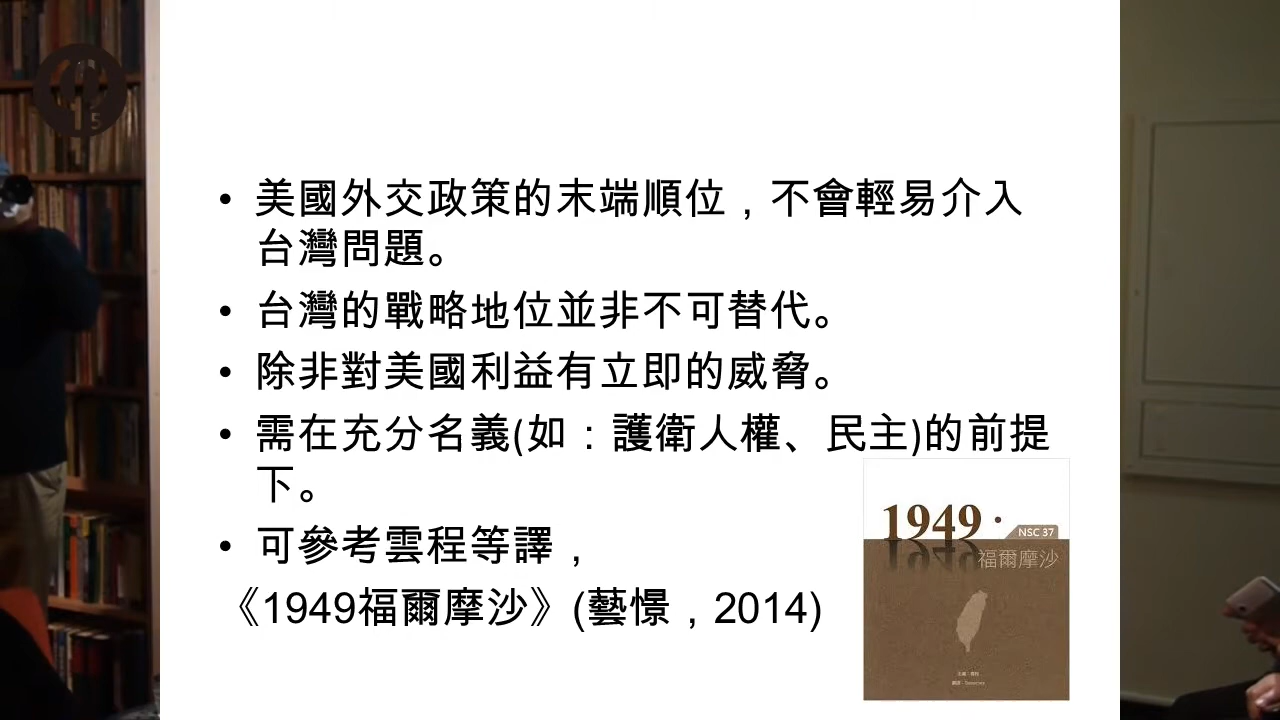 • 美國外交政策的末端順位，不會輕易介入
台灣問題。
• 台灣的戰略地位並非不可替代。
• 除非對美國利益有立即的威脅。
• 需在充分名義(如：護衛人權、民主)的前提
下。
• 可參考雲程等譯，
《1949福爾摩沙》(藝憬，2014)
1949・
NSC 37
福爾摩沙
5